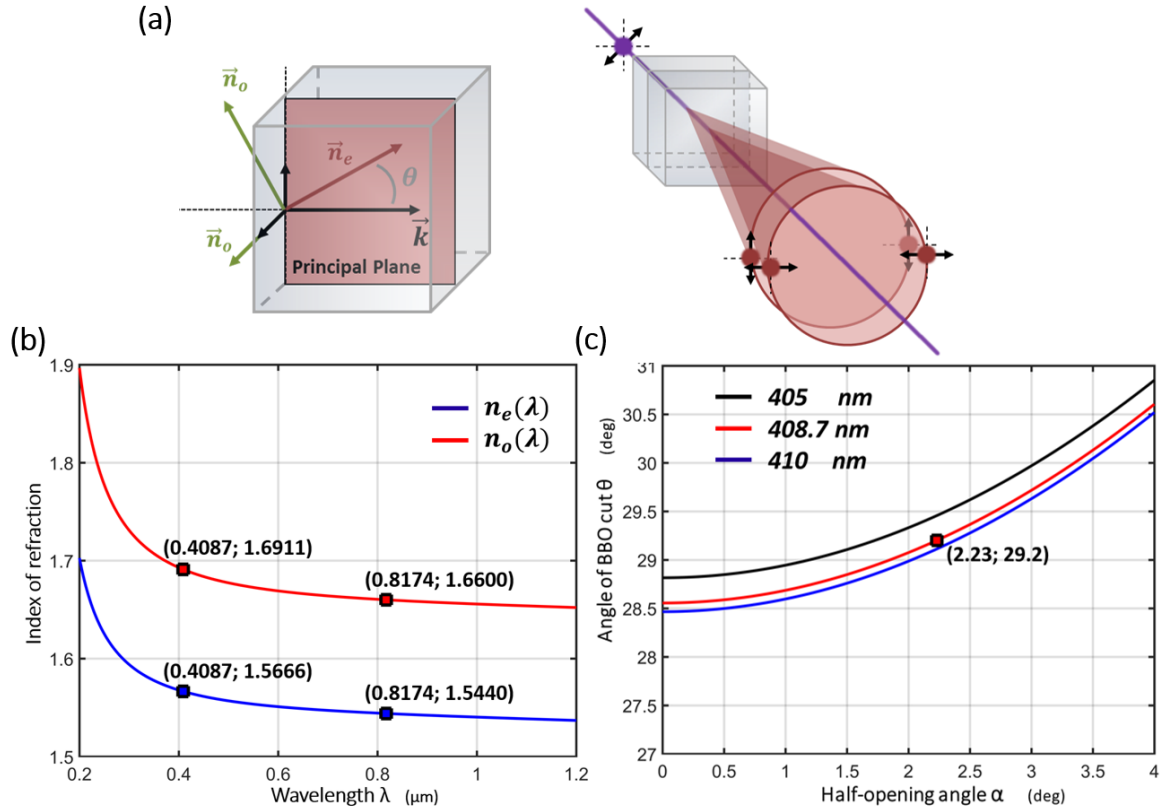 (a)
n⃗ₒ
n⃗ₑ
θ
n⃗ₒ
k⃗
Principal Plane
(b)
1.9
1.8
1.7
1.6
1.5
Index of refraction
nₑ(λ)
nₒ(λ)
(0.4087; 1.6911)
(0.8174; 1.6600)
(0.4087; 1.5666)
(0.8174; 1.5440)
0.2 0.4 0.6 0.8 1 1.2
Wavelength λ (μm)
(c)
31
30.5
30
29.5
29
28.5
28
27.5
27
Angle of BBO cut θ (deg)
405 nm
408.7 nm
410 nm
(2.23; 29.2)
0 0.5 1 1.5 2 2.5 3 3.5 4
Half-opening angle α (deg)